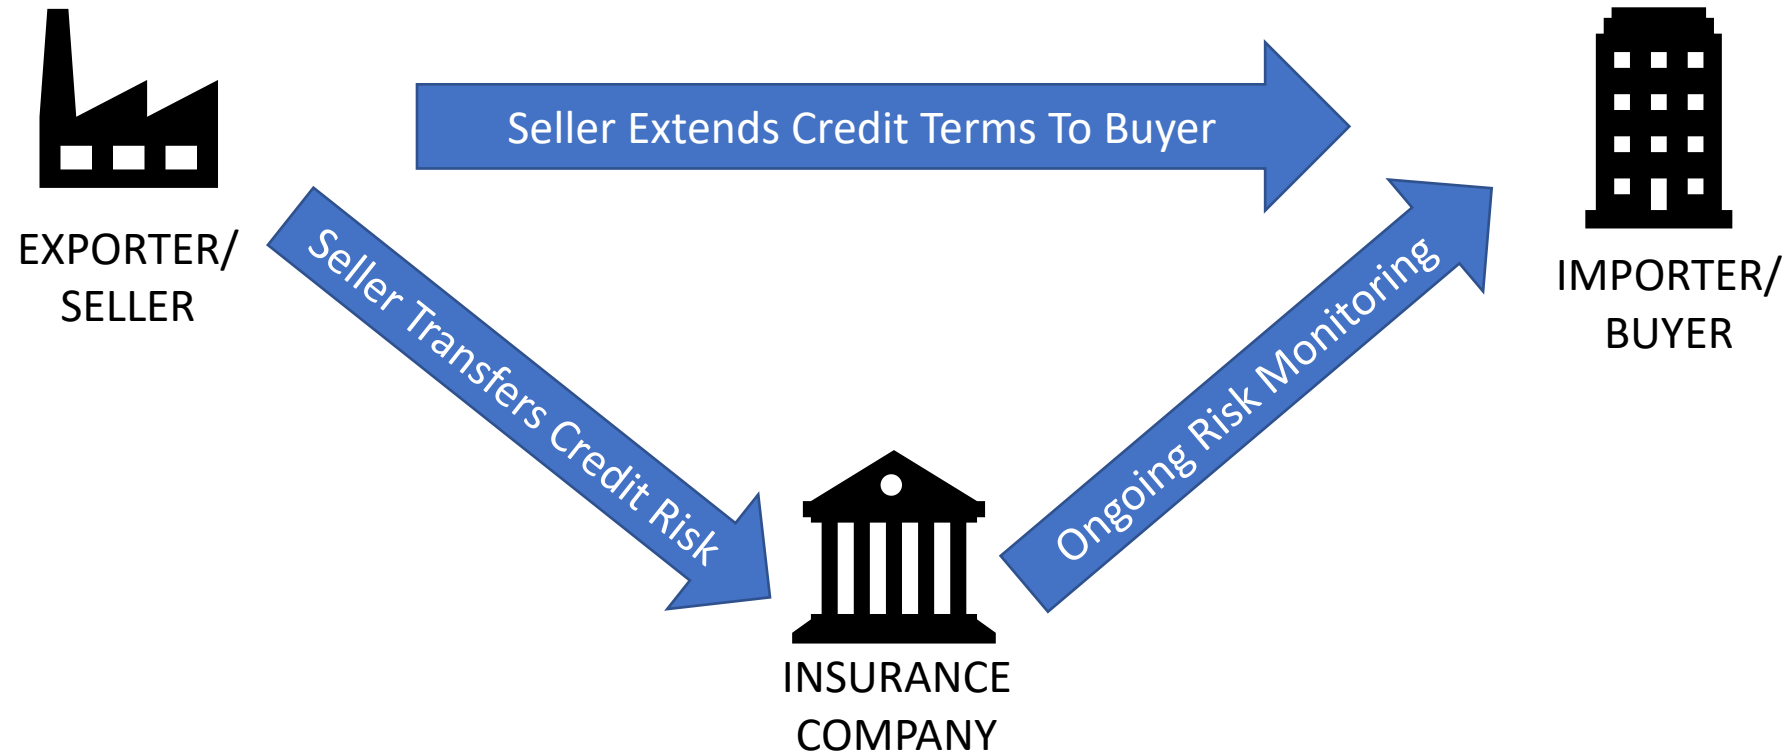 Seller Extends Credit Terms To Buyer
EXPORTER/
SELLER
IMPORTER/
BUYER
Seller Transfers Credit Risk
Ongoing Risk Monitoring
INSURANCE
COMPANY